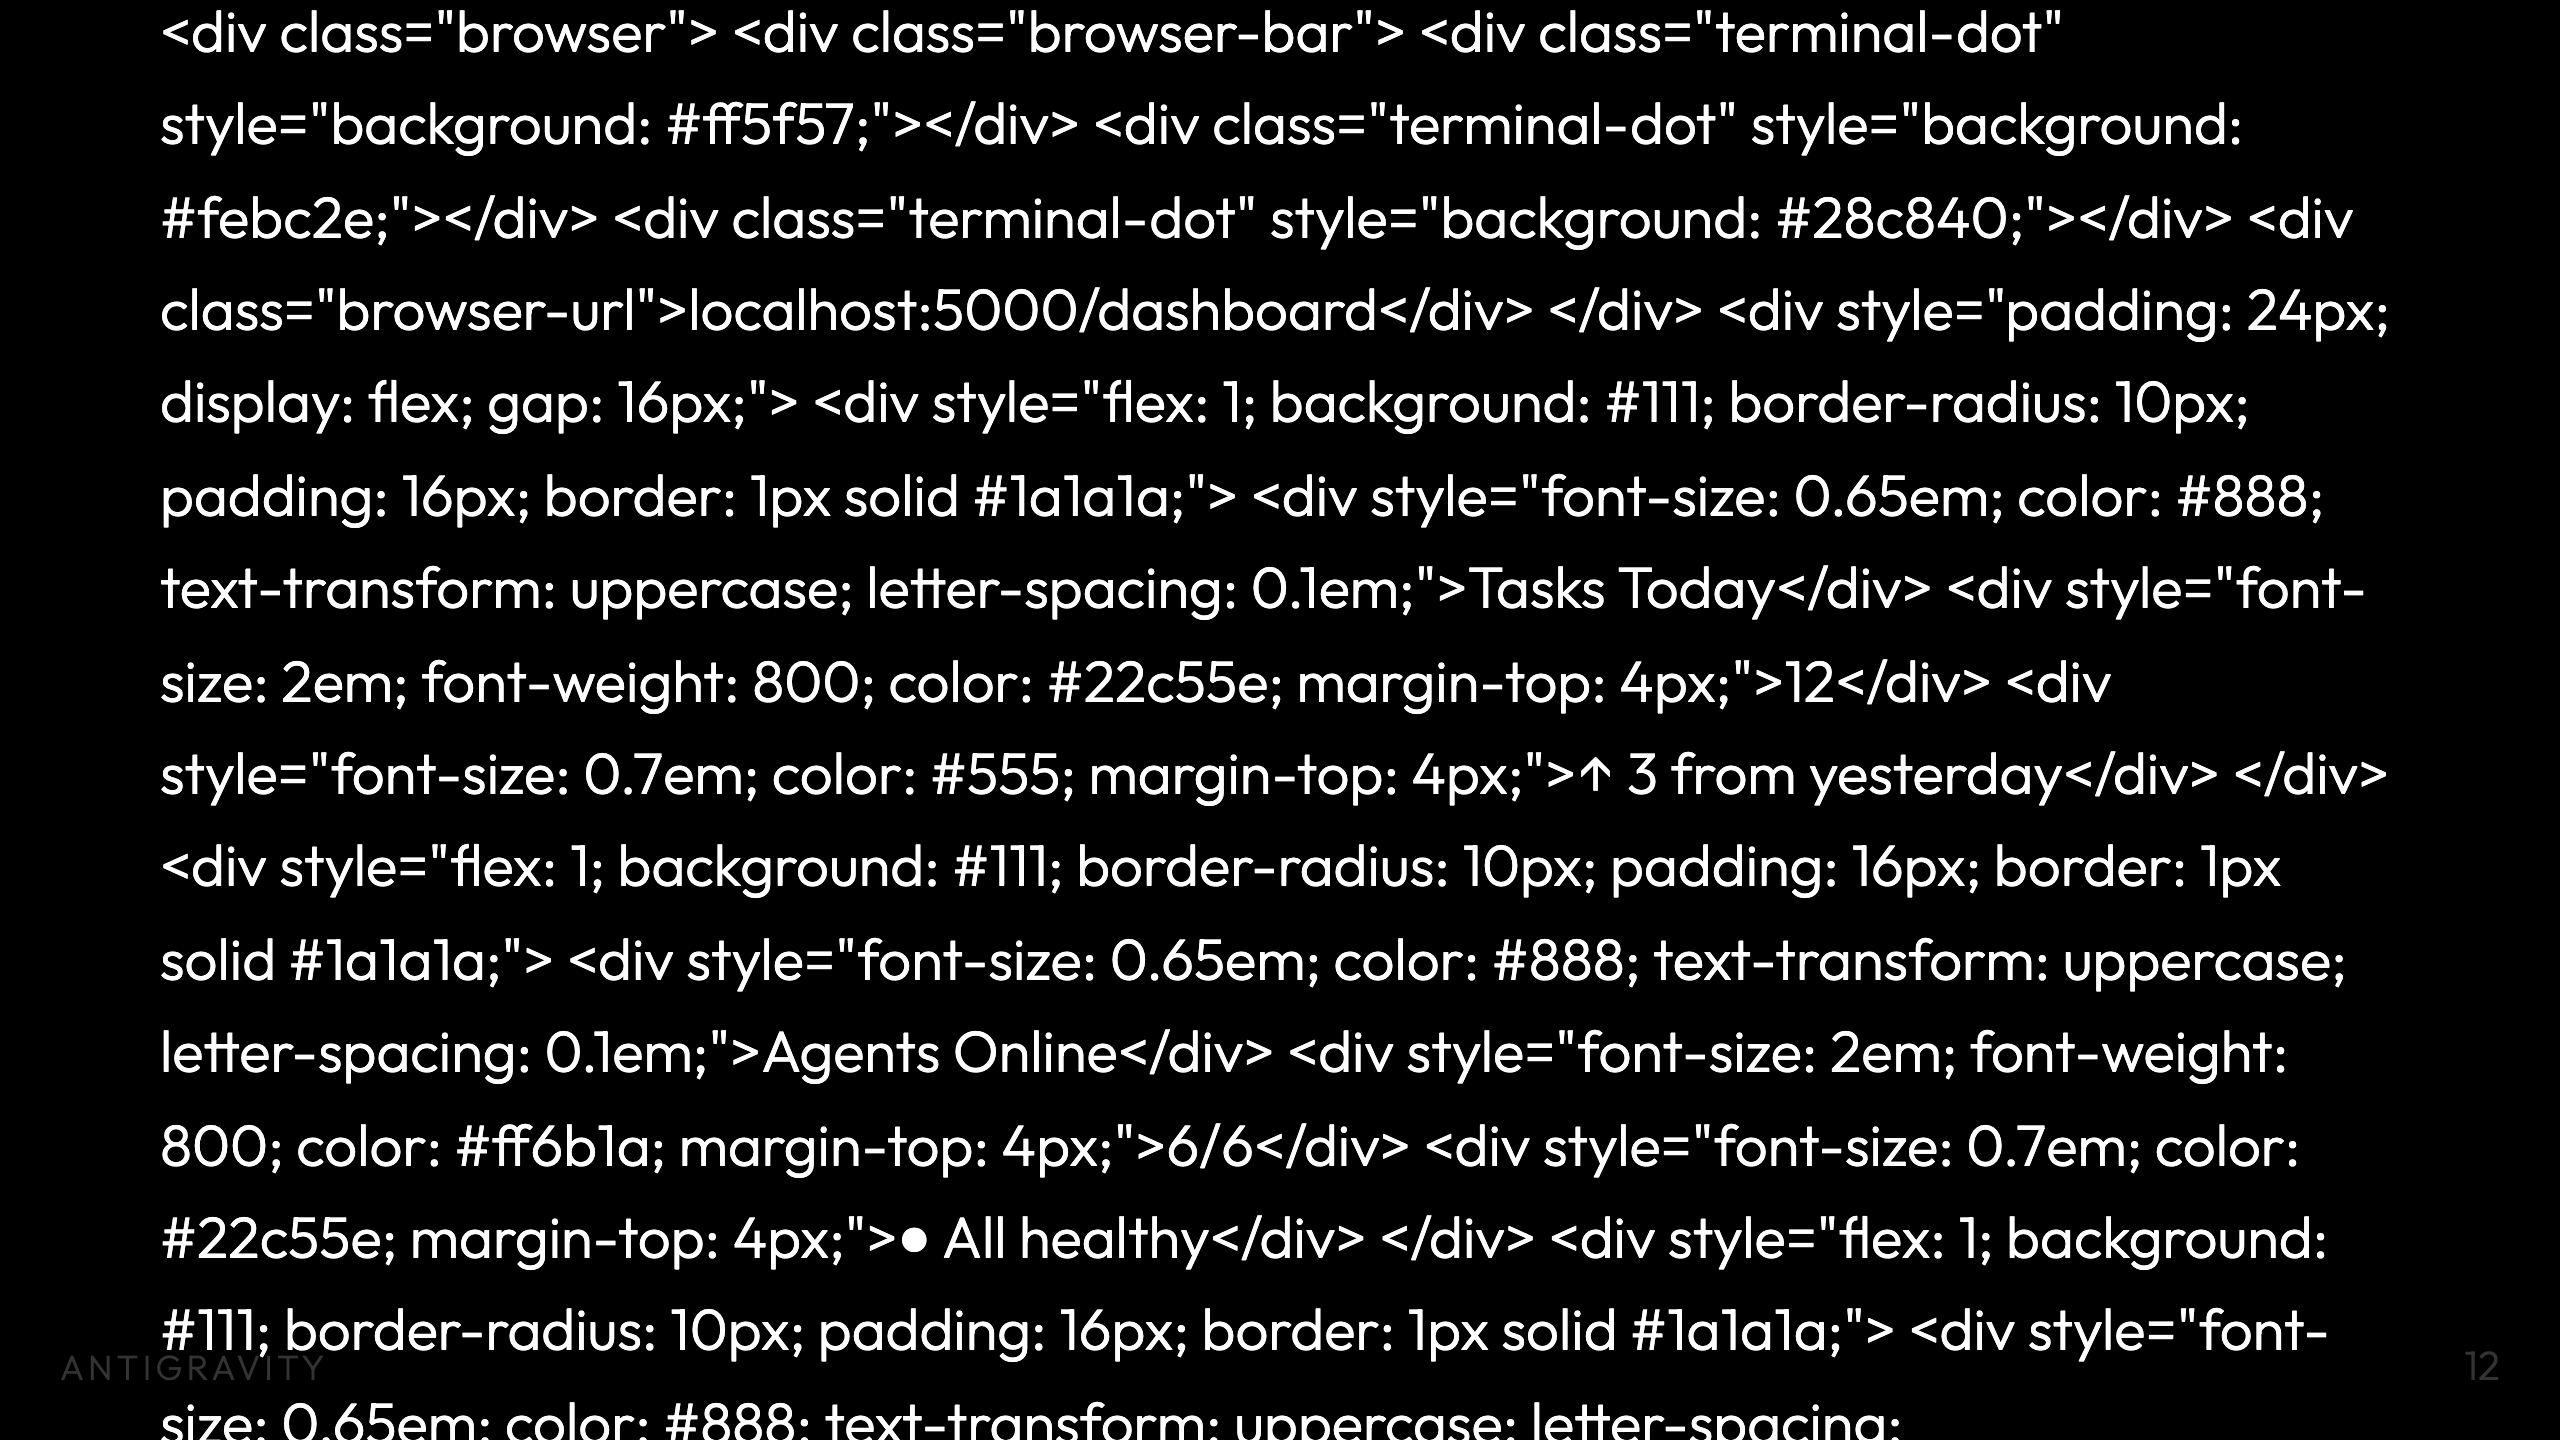 <div class="browser"> <div class="browser-bar"> <div class="terminal-dot"
style="background: #ff5f57;"></div> <div class="terminal-dot" style="background:
#febc2e;"></div> <div class="terminal-dot" style="background: #28c840;"></div> <div
class="browser-url">localhost:5000/dashboard</div> </div> <div style="padding: 24px;
display: flex; gap: 16px;"> <div style="flex: 1; background: #111; border-radius: 10px;
padding: 16px; border: 1px solid #1a1a1a;"> <div style="font-size: 0.65em; color: #888;
text-transform: uppercase; letter-spacing: 0.1em;">Tasks Today</div> <div style="font-
size: 2em; font-weight: 800; color: #22c55e; margin-top: 4px;">12</div> <div
style="font-size: 0.7em; color: #555; margin-top: 4px;">↑ 3 from yesterday</div> </div>
<div style="flex: 1; background: #111; border-radius: 10px; padding: 16px; border: 1px
solid #1a1a1a;"> <div style="font-size: 0.65em; color: #888; text-transform: uppercase;
letter-spacing: 0.1em;">Agents Online</div> <div style="font-size: 2em; font-weight:
800; color: #ff6b1a; margin-top: 4px;">6/6</div> <div style="font-size: 0.7em; color:
#22c55e; margin-top: 4px;">● All healthy</div> </div> <div style="flex: 1; background:
#111; border-radius: 10px; padding: 16px; border: 1px solid #1a1a1a;"> <div style="font-
ANTIGRAVITY
12
size: 0.65em; color: #888; text-transform: uppercase; letter-spacing: